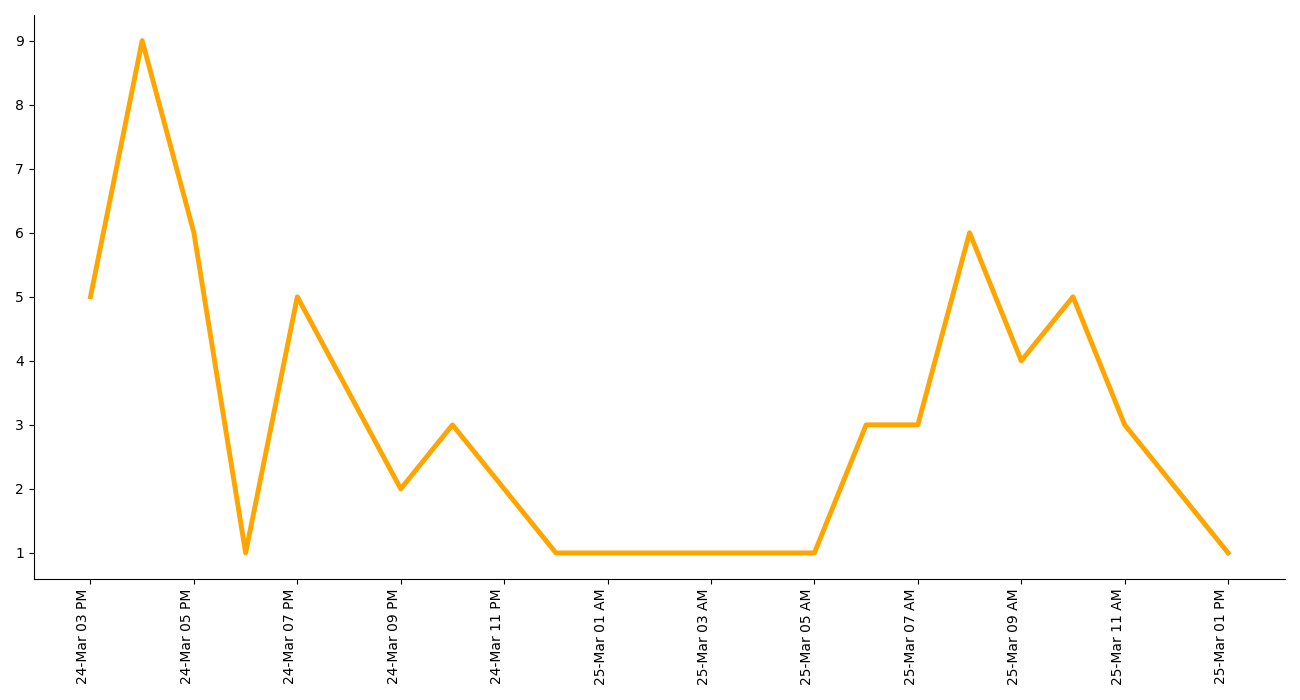 9
8
7
6
5
4
3
2
1
24-Mar 03 PM
24-Mar 05 PM
24-Mar 07 PM
24-Mar 09 PM
24-Mar 11 PM
25-Mar 01 AM
25-Mar 03 AM
25-Mar 05 AM
25-Mar 07 AM
25-Mar 09 AM
25-Mar 11 AM
25-Mar 01 PM